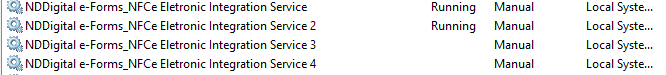 NDDigital e-Forms_NFCe Eletronic Integration Service Running Manual Local Syste...
NDDigital e-Forms_NFCe Eletronic Integration Service 2 Running Manual Local Syste...
NDDigital e-Forms_NFCe Eletronic Integration Service 3 Manual Local Syste...
NDDigital e-Forms_NFCe Eletronic Integration Service 4 Manual Local Syste...